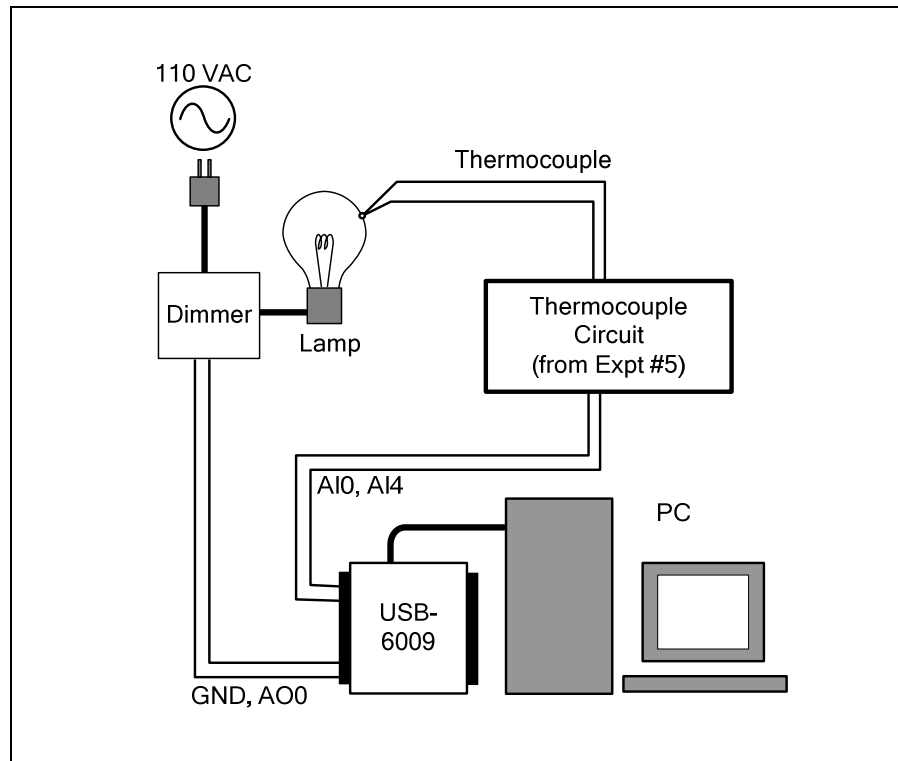 110 VAC
Thermocouple
Dimmer
Lamp
Thermocouple
Circuit
(from Expt #5)
AI0, AI4
PC
USB-
6009
GND, AO0